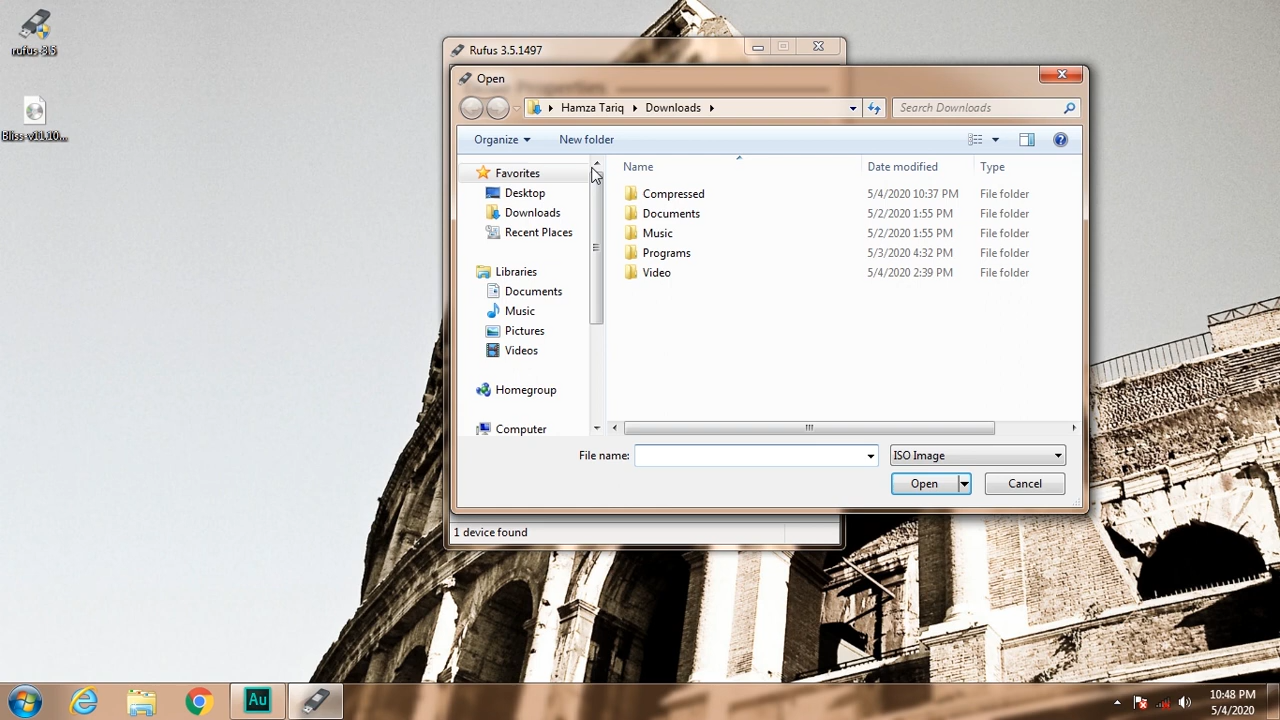 rufus-3.5
Bliss-v11.10...
Rufus 3.5.1497
Open
Hamza Tariq Downloads
Search Downloads
Organize New folder
Favorites
Desktop
Downloads
Recent Places
Libraries
Documents
Music
Pictures
Videos
Homegroup
Computer
Name Date modified Type
Compressed 5/4/2020 10:37 PM File folder
Documents 5/2/2020 1:55 PM File folder
Music 5/2/2020 1:55 PM File folder
Programs 5/3/2020 4:32 PM File folder
Video 5/4/2020 2:39 PM File folder
File name: ISO Image
Open Cancel
1 device found
Au
10:48 PM
5/4/2020